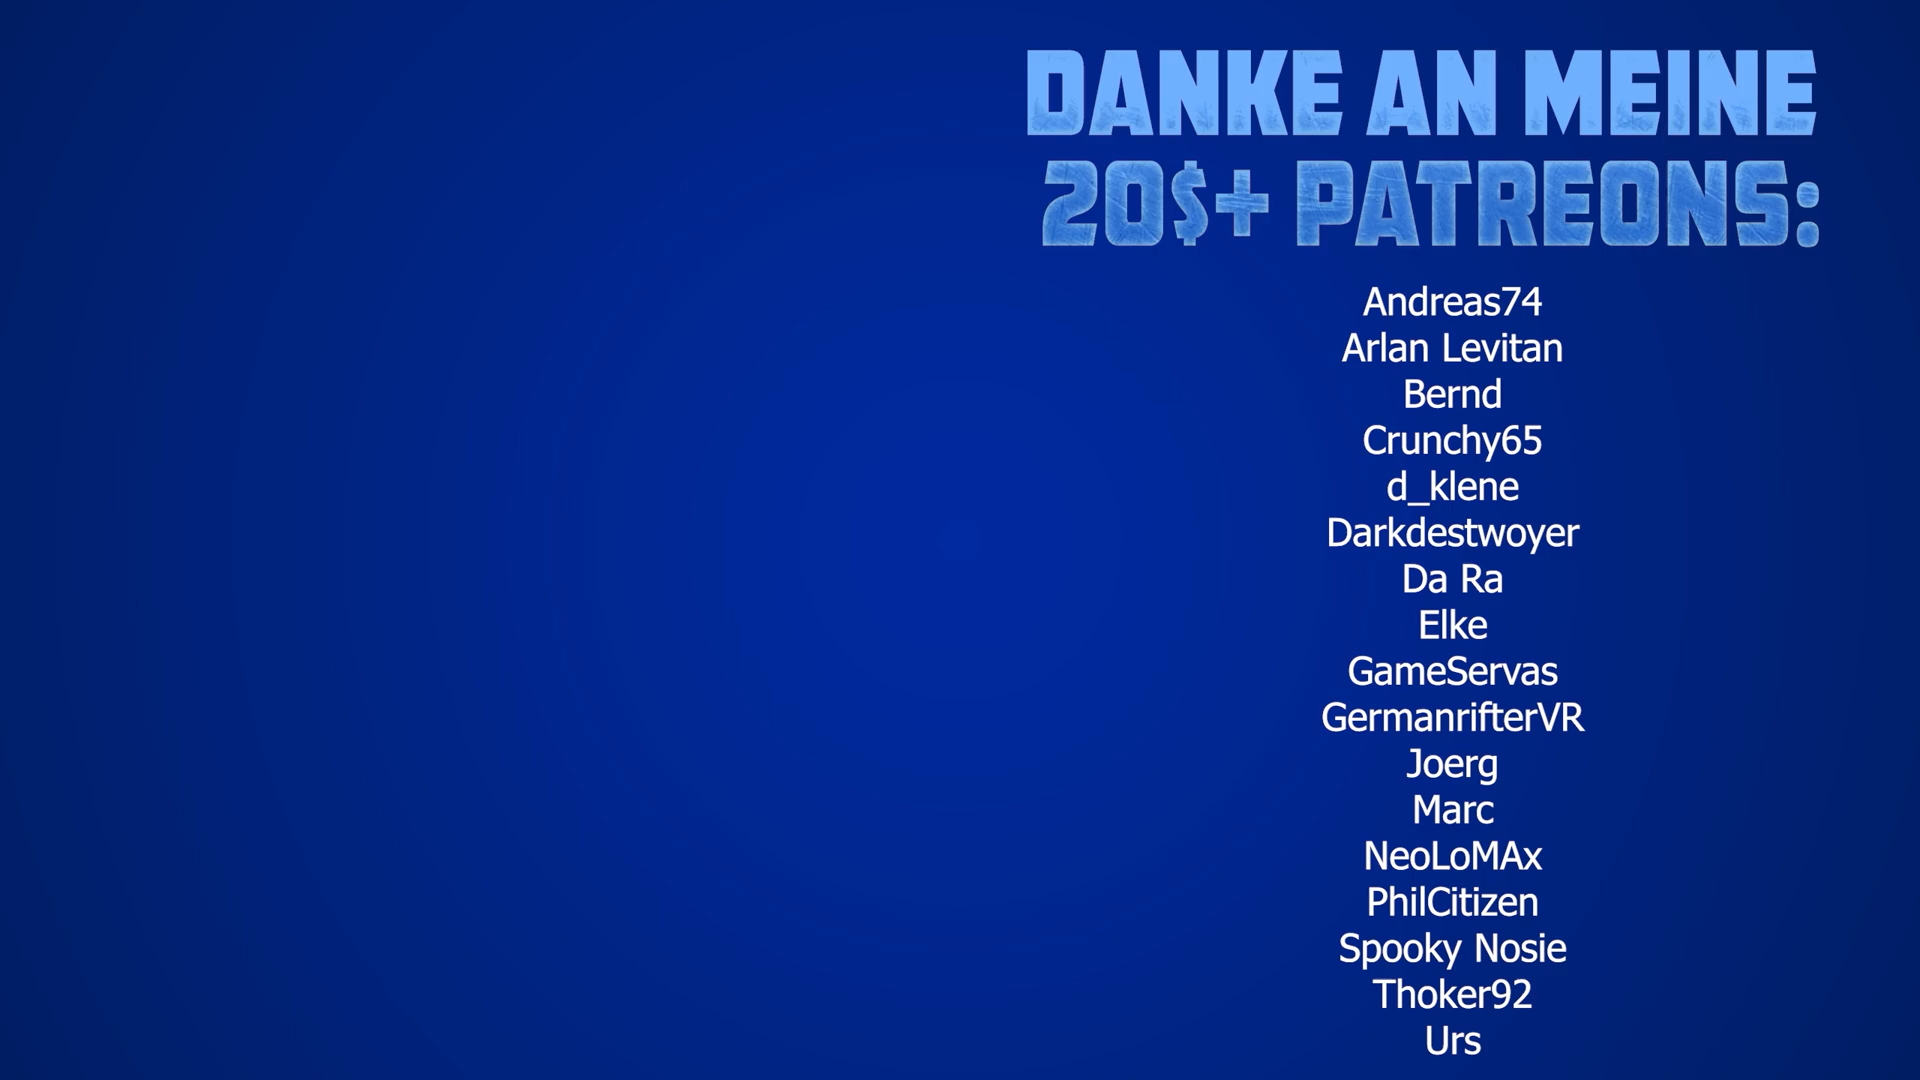 DANKE AN MEINE
20$+ PATREONS:
Andreas74
Arlan Levitan
Bernd
Crunchy65
d_klene
Darkdestwoyer
Da Ra
Elke
GameServas
GermanrifterVR
Joerg
Marc
NeoLoMAx
PhilCitizen
Spooky Nosie
Thoker92
Urs